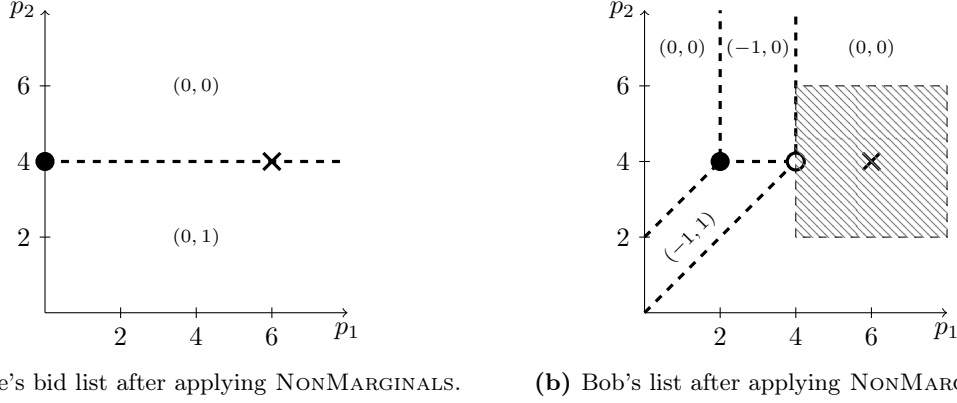 p₂
6
4
2
(0, 0)
(0, 1)
2 4 6 p₁
p₂
6
4
2
(0, 0) (−1, 0) (0, 0)
(−1, 1)
2 4 6 p₁
e's bid list after applying NONMARGINALS.
(b) Bob's list after applying NONMARG